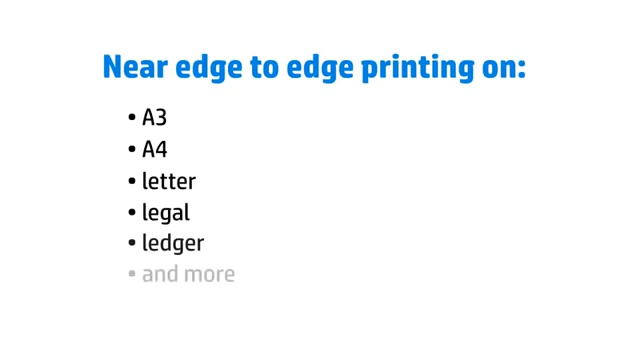 Near edge to edge printing on:
• A3
• A4
• letter
• legal
• ledger
• and more